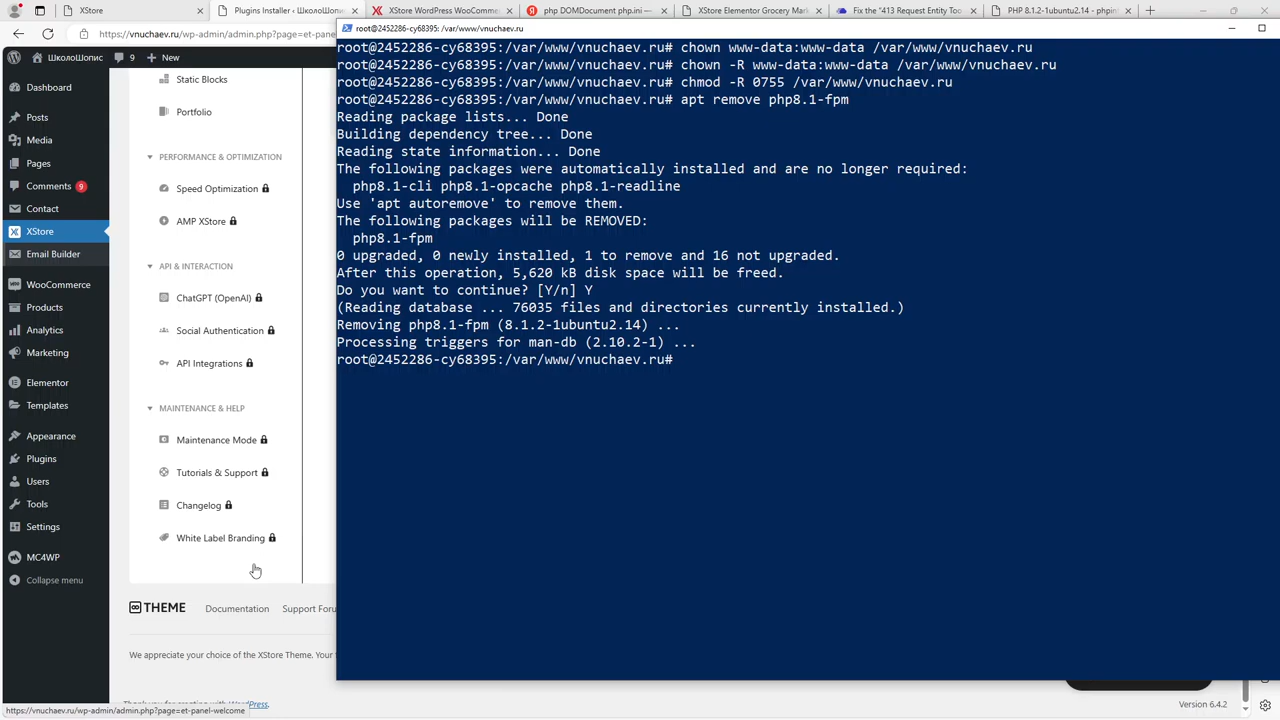 XStore
Plugins Installer ‹ ШколоШопис
XStore WordPress WooComm
php DOMDocument php.ini —
XStore Elementor Grocery Mark
Fix the "413 Request Entity Too
PHP 8.1.2-1ubuntu2.14 - phpinf
https://vnuchaev.ru/wp-admin/admin.php?page=et-pane
root@2452286-cy68395: /var/www/vnuchaev.ru
ШколоШопис
9
New
Dashboard
Posts
Media
Pages
Comments 9
Contact
XStore
Email Builder
WooCommerce
Products
Analytics
Marketing
Elementor
Templates
Appearance
Plugins
Users
Tools
Settings
MC4WP
Collapse menu
Static Blocks
Portfolio
PERFORMANCE & OPTIMIZATION
Speed Optimization
AMP XStore
API & INTERACTION
ChatGPT (OpenAI)
Social Authentication
API Integrations
MAINTENANCE & HELP
Maintenance Mode
Tutorials & Support
Changelog
White Label Branding
THEME
Documentation
Support Foru
We appreciate your choice of the XStore Theme. Your
Thank you for creating with WordPress.
https://vnuchaev.ru/wp-admin/admin.php?page=et-panel-welcome
Version 6.4.2
root@2452286-cy68395:/var/www/vnuchaev.ru# chown www-data:www-data /var/www/vnuchaev.ru
root@2452286-cy68395:/var/www/vnuchaev.ru# chown -R www-data:www-data /var/www/vnuchaev.ru
root@2452286-cy68395:/var/www/vnuchaev.ru# chmod -R 0755 /var/www/vnuchaev.ru
root@2452286-cy68395:/var/www/vnuchaev.ru# apt remove php8.1-fpm
Reading package lists... Done
Building dependency tree... Done
Reading state information... Done
The following packages were automatically installed and are no longer required:
php8.1-cli php8.1-opcache php8.1-readline
Use 'apt autoremove' to remove them.
The following packages will be REMOVED:
php8.1-fpm
0 upgraded, 0 newly installed, 1 to remove and 16 not upgraded.
After this operation, 5,620 kB disk space will be freed.
Do you want to continue? [Y/n] Y
(Reading database ... 76035 files and directories currently installed.)
Removing php8.1-fpm (8.1.2-1ubuntu2.14) ...
Processing triggers for man-db (2.10.2-1) ...
root@2452286-cy68395:/var/www/vnuchaev.ru#